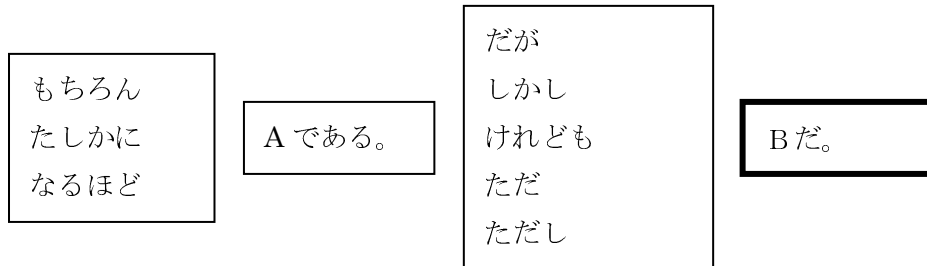 もちろん
たしかに
なるほど
Aである。
だが
しかし
けれども
ただ
ただし
Bだ。